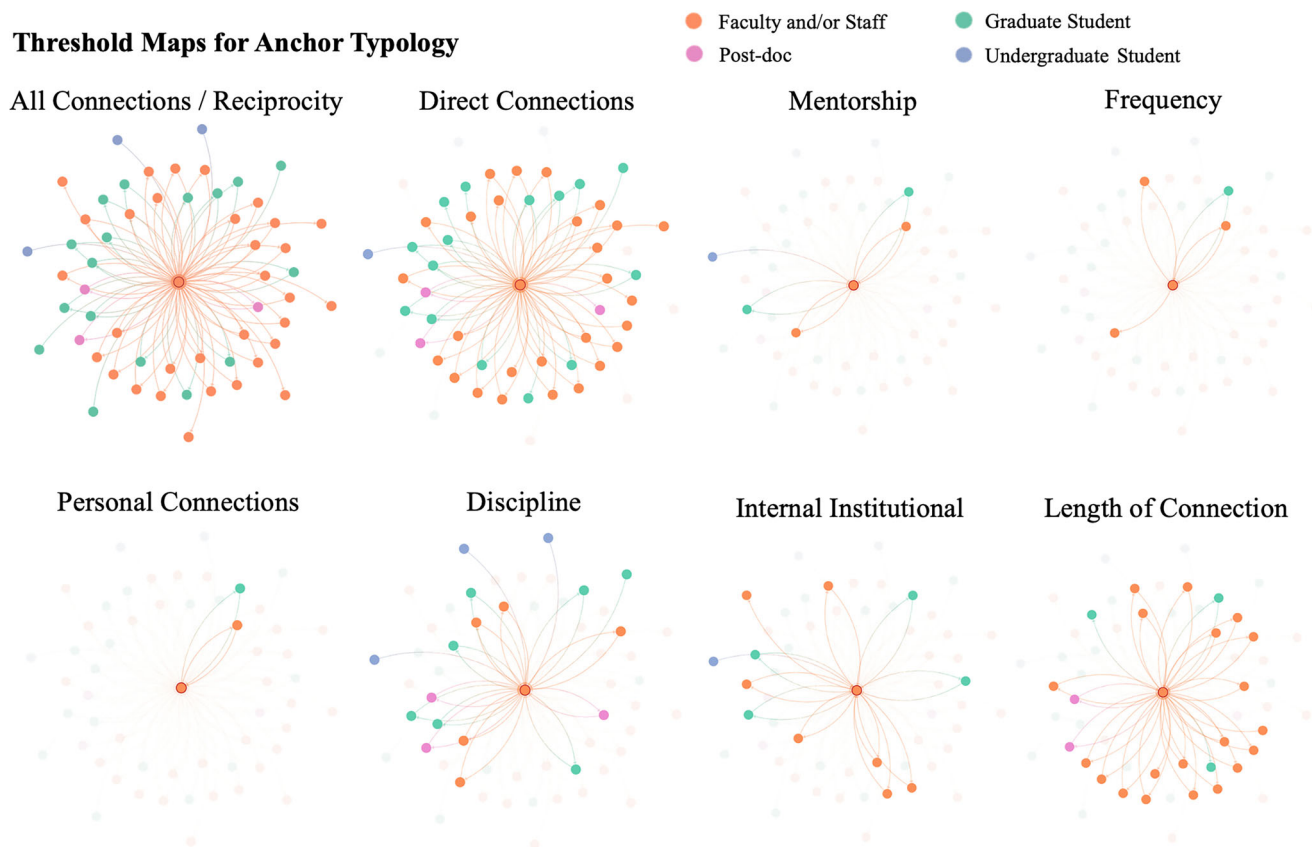 Threshold Maps for Anchor Typology
Faculty and/or Staff
Graduate Student
Post-doc
Undergraduate Student
All Connections / Reciprocity
Direct Connections
Mentorship
Frequency
Personal Connections
Discipline
Internal Institutional
Length of Connection